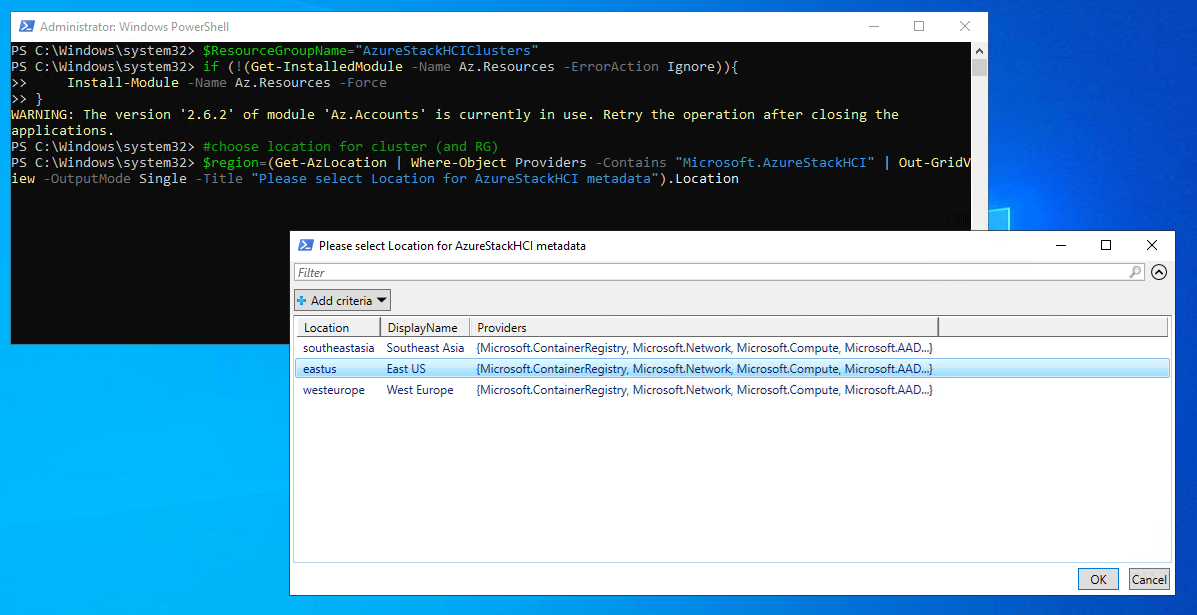 Administrator: Windows PowerShell
PS C:\Windows\system32> $ResourceGroupName="AzureStackHCIClusters"
PS C:\Windows\system32> if (!(Get-InstalledModule -Name Az.Resources -ErrorAction Ignore)){
>>     Install-Module -Name Az.Resources -Force
>> }
WARNING: The version '2.6.2' of module 'Az.Accounts' is currently in use. Retry the operation after closing the
applications.
PS C:\Windows\system32> #choose location for cluster (and RG)
PS C:\Windows\system32> $region=(Get-AzLocation | Where-Object Providers -Contains "Microsoft.AzureStackHCI" | Out-GridV
iew -OutputMode Single -Title "Please select Location for AzureStackHCI metadata").Location
Please select Location for AzureStackHCI metadata
Filter
Add criteria
Location DisplayName Providers
southeastasia Southeast Asia {Microsoft.ContainerRegistry, Microsoft.Network, Microsoft.Compute, Microsoft.AAD...}
eastus East US {Microsoft.ContainerRegistry, Microsoft.Network, Microsoft.Compute, Microsoft.AAD...}
westeurope West Europe {Microsoft.ContainerRegistry, Microsoft.Network, Microsoft.Compute, Microsoft.AAD...}
OK Cancel